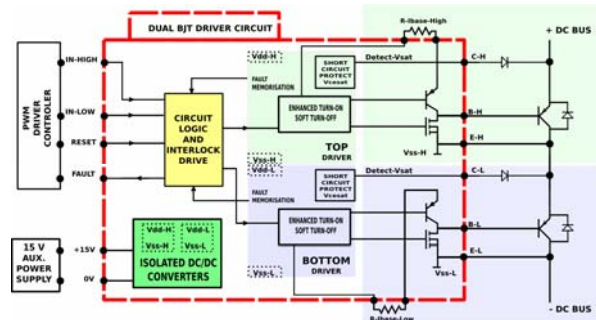 DUAL BJT DRIVER CIRCUIT
R-Ibase-High
+ DC BUS
IN-HIGH
Vdd-H
SHORT
CIRCUIT
PROTECT
Vcesat
Detect-Vsat
C-H
FAULT
MEMORISATION
PWM
DRIVER
CONTROLER
IN-LOW
CIRCUIT
LOGIC
AND
INTERLOCK
DRIVE
ENHANCED TURN-ON
SOFT TURN-OFF
B-H
RESET
TOP
DRIVER
Vss-H
E-H
Vss-H
Vdd-L
FAULT
SHORT
CIRCUIT
PROTECT
Vcesat
Detect-Vsat
C-L
FAULT
MEMORISATION
ENHANCED TURN-ON
SOFT TURN-OFF
B-L
Vdd-H
Vdd-L
Vss-H
Vss-L
15 V
AUX.
POWER
SUPPLY
+15V
ISOLATED DC/DC
CONVERTERS
0V
BOTTOM
DRIVER
E-L
Vss-L
Vss-L
R-Ibase-Low
- DC BUS